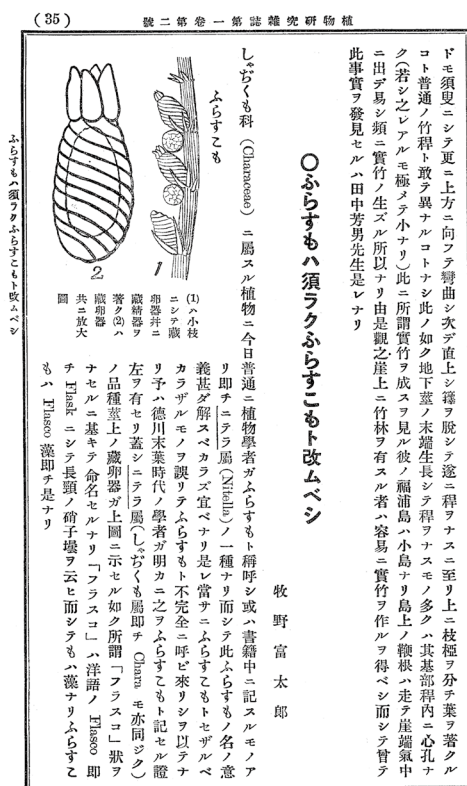 植物研究雜誌第一卷第二號
(35)
ドモ須叟ニシテ更ニ上方ニ向フテ彎曲シ次デ直上シ籜ヲ脱シテ遂ニ稈ヲナスニ至リ上ニ枝椏ヲ分チ葉ヲ著クル
コト普通ノ竹稈ト敢テ異ナルコトナシ此ノ如ク地下莖ノ末端生長シテ稈ヲナスモノ多クハ其基部稈内ニ心孔ナ
ク(若シ之レアルモ極メテ小ナリ)此ニ所謂實竹ヲ成スヲ見ル彼ノ福浦島ハ小島ナリ島上ノ鞭根ハ走テ崖端氣中
ニ出デ易シ頻ニ實竹ノ生ズル所以ナリ由是觀之崖上ニ竹林ヲ有スル者ハ容易ニ實竹ヲ作ルヲ得ベシ而シテ曾テ
此事實ヲ發見セルハ田中芳男先生是レナリ
〇ふらすもハ須ラクふらすこもト改ムベシ
牧野富太郎
しゃぢくも科 (Characeae) ニ屬スル植物ニ今日普通ニ植物學者ガふらすもト稱呼シ或ハ書籍中ニ記スルモノア
リ即チニテラ屬(Nitella)ノ一種ナリ而シテ此ふらすもノ名ノ意
義甚ダ解スベカラズ宜ベナリ是レ當サニふらすこもトセザルベ
カラザルモノヲ誤リテふらすもト不完全ニ呼ビ來リシヲ以テナ
リ予ハ德川末葉時代ノ學者ガ明カニ之ヲふらすこもト記セル證
左ヲ有セリ蓋シニテラ屬(しゃぢくも屬即チ Chara モ亦同ジク)
ノ品種莖上ノ藏卵器ガ上圖ニ示セル如ク所謂「フラスコ」狀ヲ
ナセルニ基キテ命名セルナリ「フラスコ」ハ洋語ノ Flasco 即
チ Flask ニシテ長頸ノ硝子壜ヲ云ヒ而シテもハ藻ナリふらすこ
もハ Flasco 藻即チ是ナリ
ふらすこも
1
2
(1)ハ小枝
ニシテ藏
卵器并ニ
藏精器ヲ
著ク(2)ハ
藏卵器
共ニ放大
圖
ふらすもハ須ラクふらすこもト改ムベシ